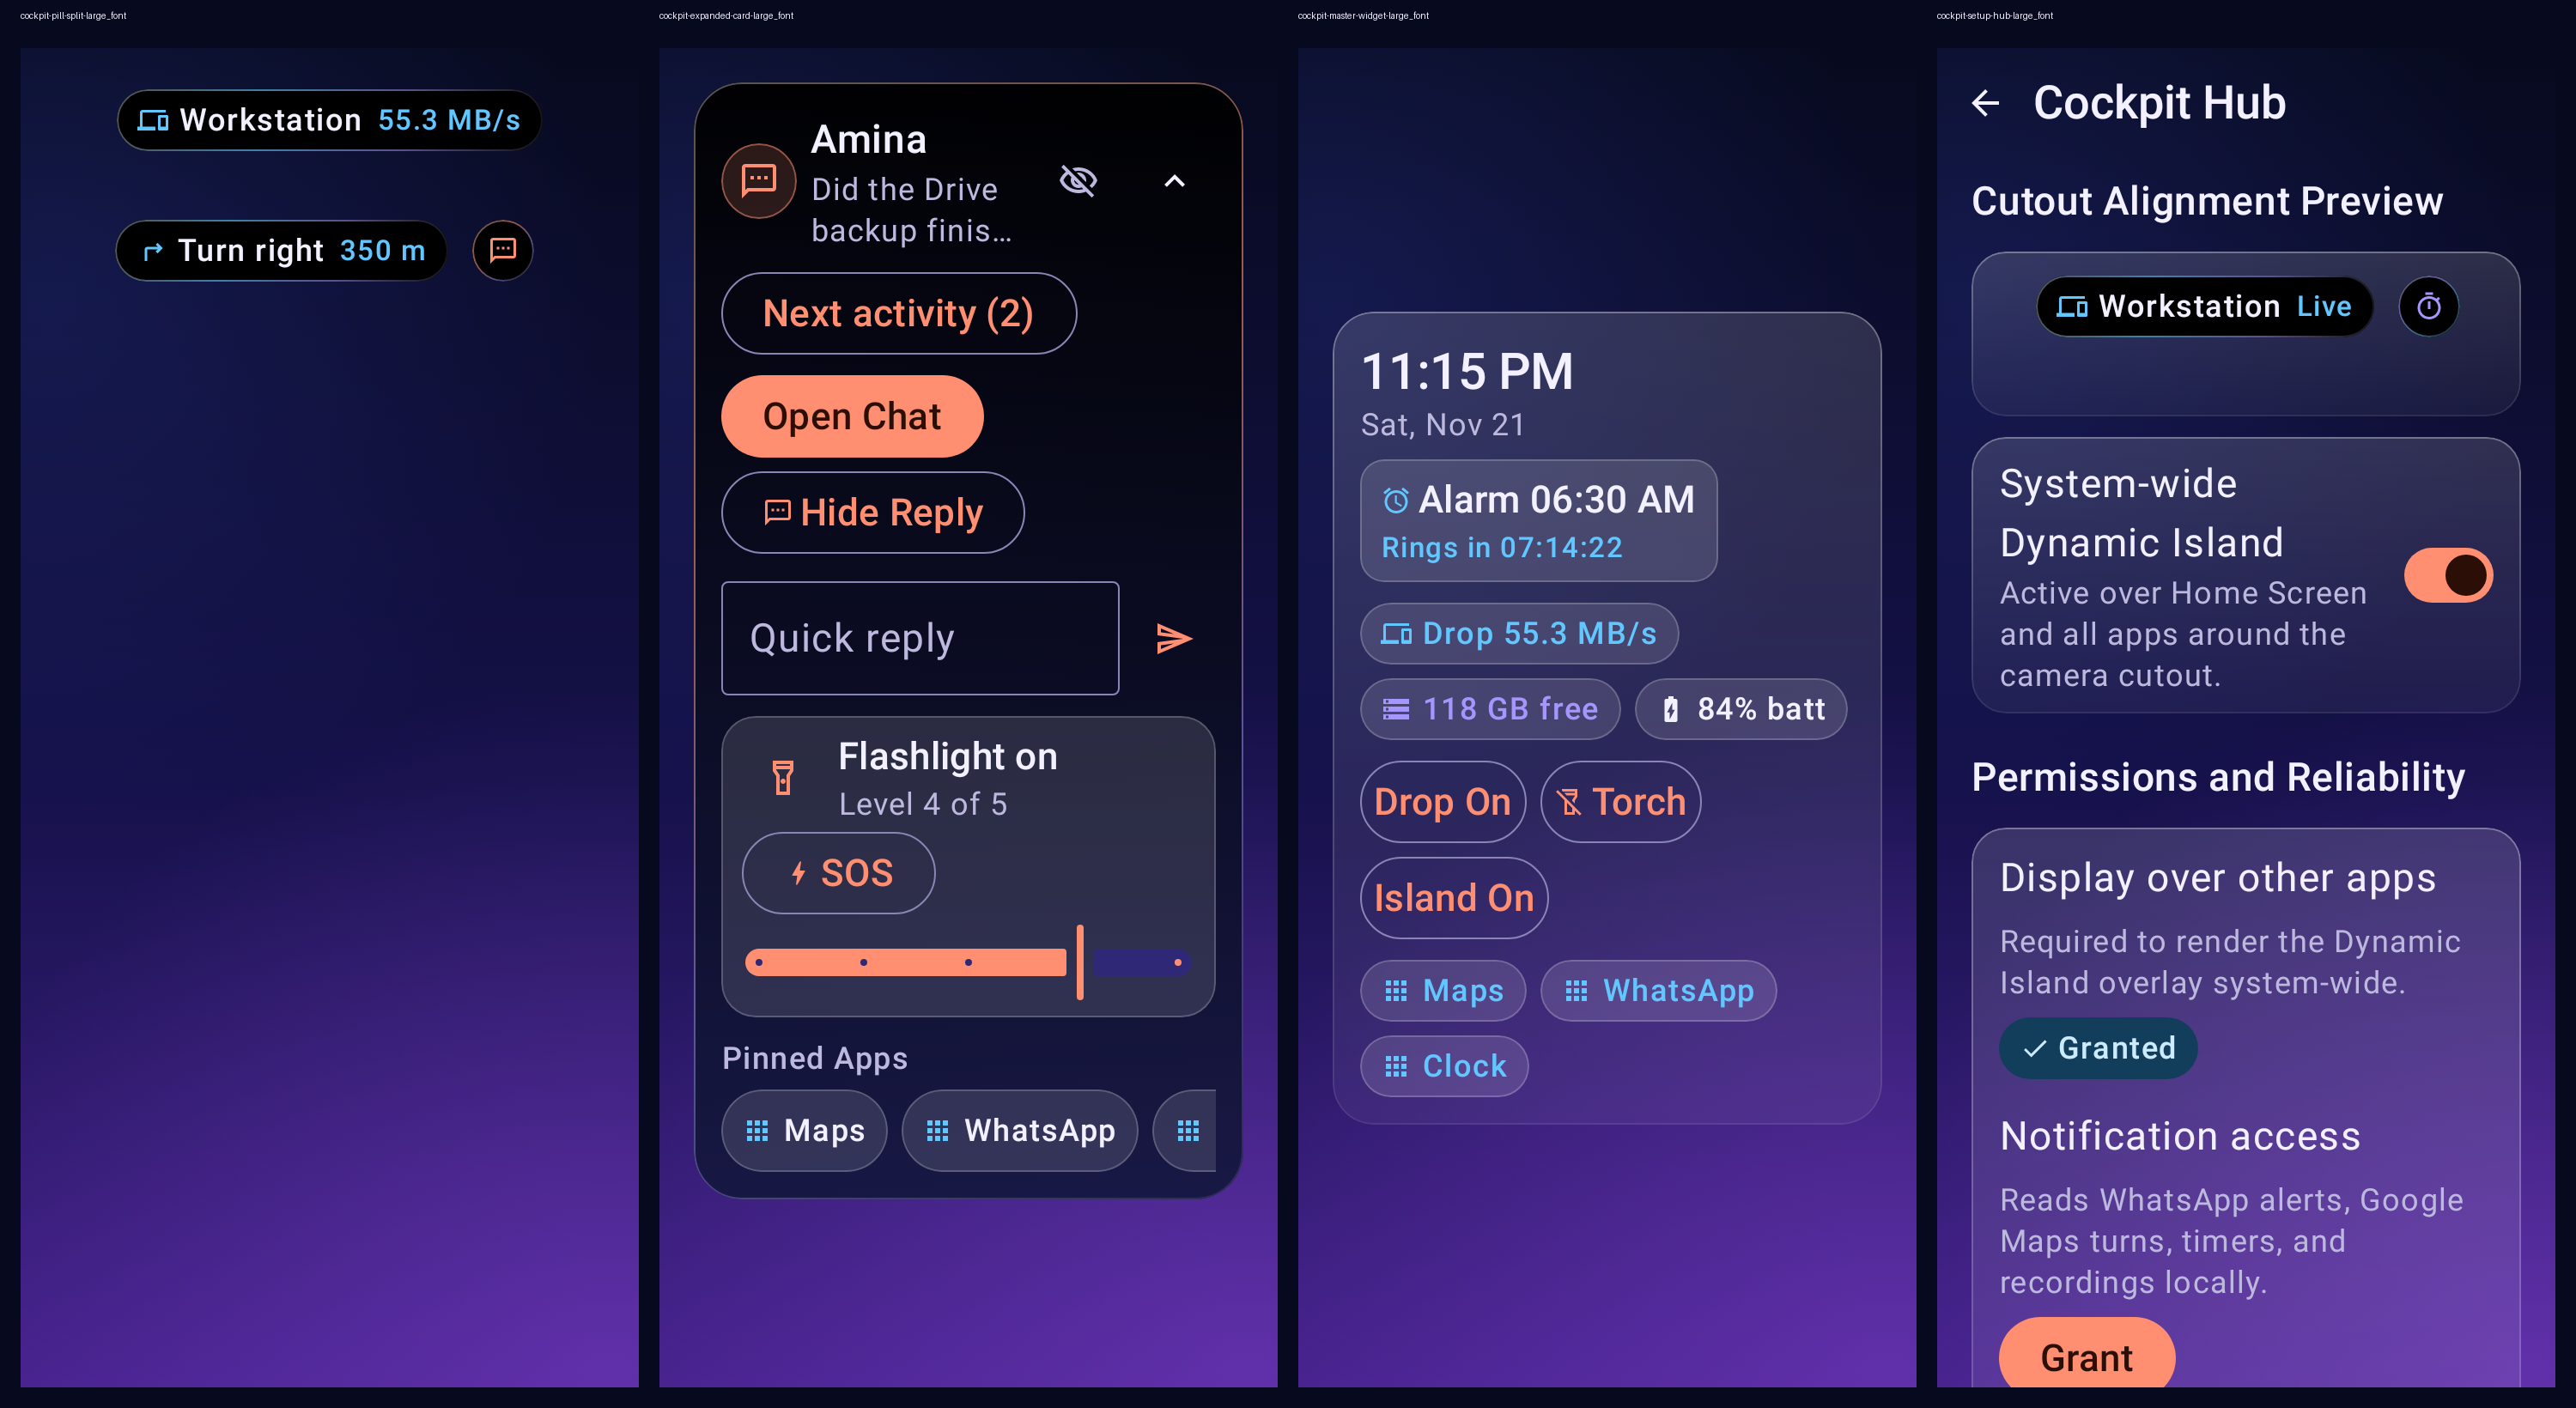 cockpit-pill-split-large_font
Workstation 55.3 MB/s
Turn right 350 m
cockpit-expanded-card-large_font
Amina
Did the Drive
backup finis…
Next activity (2)
Open Chat
Hide Reply
Quick reply
Flashlight on
Level 4 of 5
SOS
Pinned Apps
Maps WhatsApp
cockpit-master-widget-large_font
11:15 PM
Sat, Nov 21
Alarm 06:30 AM
Rings in 07:14:22
Drop 55.3 MB/s
118 GB free 84% batt
Drop On Torch
Island On
Maps WhatsApp
Clock
cockpit-setup-hub-large_font
Cockpit Hub
Cutout Alignment Preview
Workstation Live
System-wide
Dynamic Island
Active over Home Screen
and all apps around the
camera cutout.
Permissions and Reliability
Display over other apps
Required to render the Dynamic
Island overlay system-wide.
Granted
Notification access
Reads WhatsApp alerts, Google
Maps turns, timers, and
recordings locally.
Grant